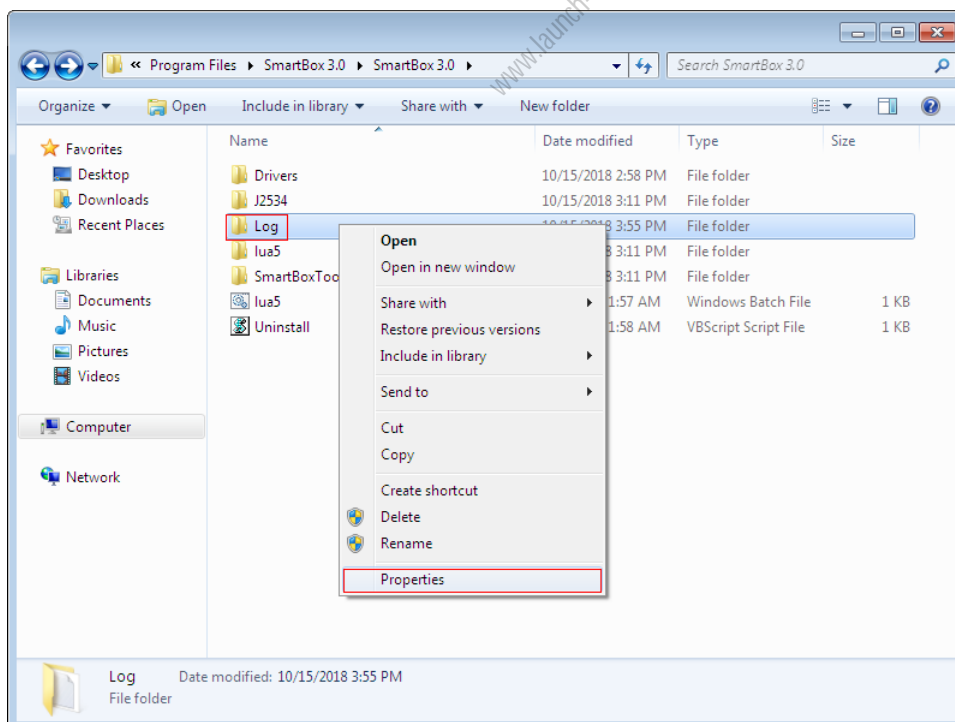 www.launch-
« Program Files ▸ SmartBox 3.0 ▸ SmartBox 3.0 ▸
Search SmartBox 3.0
Organize Open Include in library Share with New folder
Name Date modified Type Size
Favorites
Desktop
Downloads
Recent Places
Libraries
Documents
Music
Pictures
Videos
Computer
Network
Drivers 10/15/2018 2:58 PM File folder
J2534 10/15/2018 3:11 PM File folder
Log 10/15/2018 3:55 PM File folder
lua5 3:11 PM File folder
SmartBoxToo 3:11 PM File folder
lua5 1:57 AM Windows Batch File 1 KB
Uninstall 1:58 AM VBScript Script File 1 KB
Open
Open in new window
Share with
Restore previous versions
Include in library
Send to
Cut
Copy
Create shortcut
Delete
Rename
Properties
Log Date modified: 10/15/2018 3:55 PM
File folder